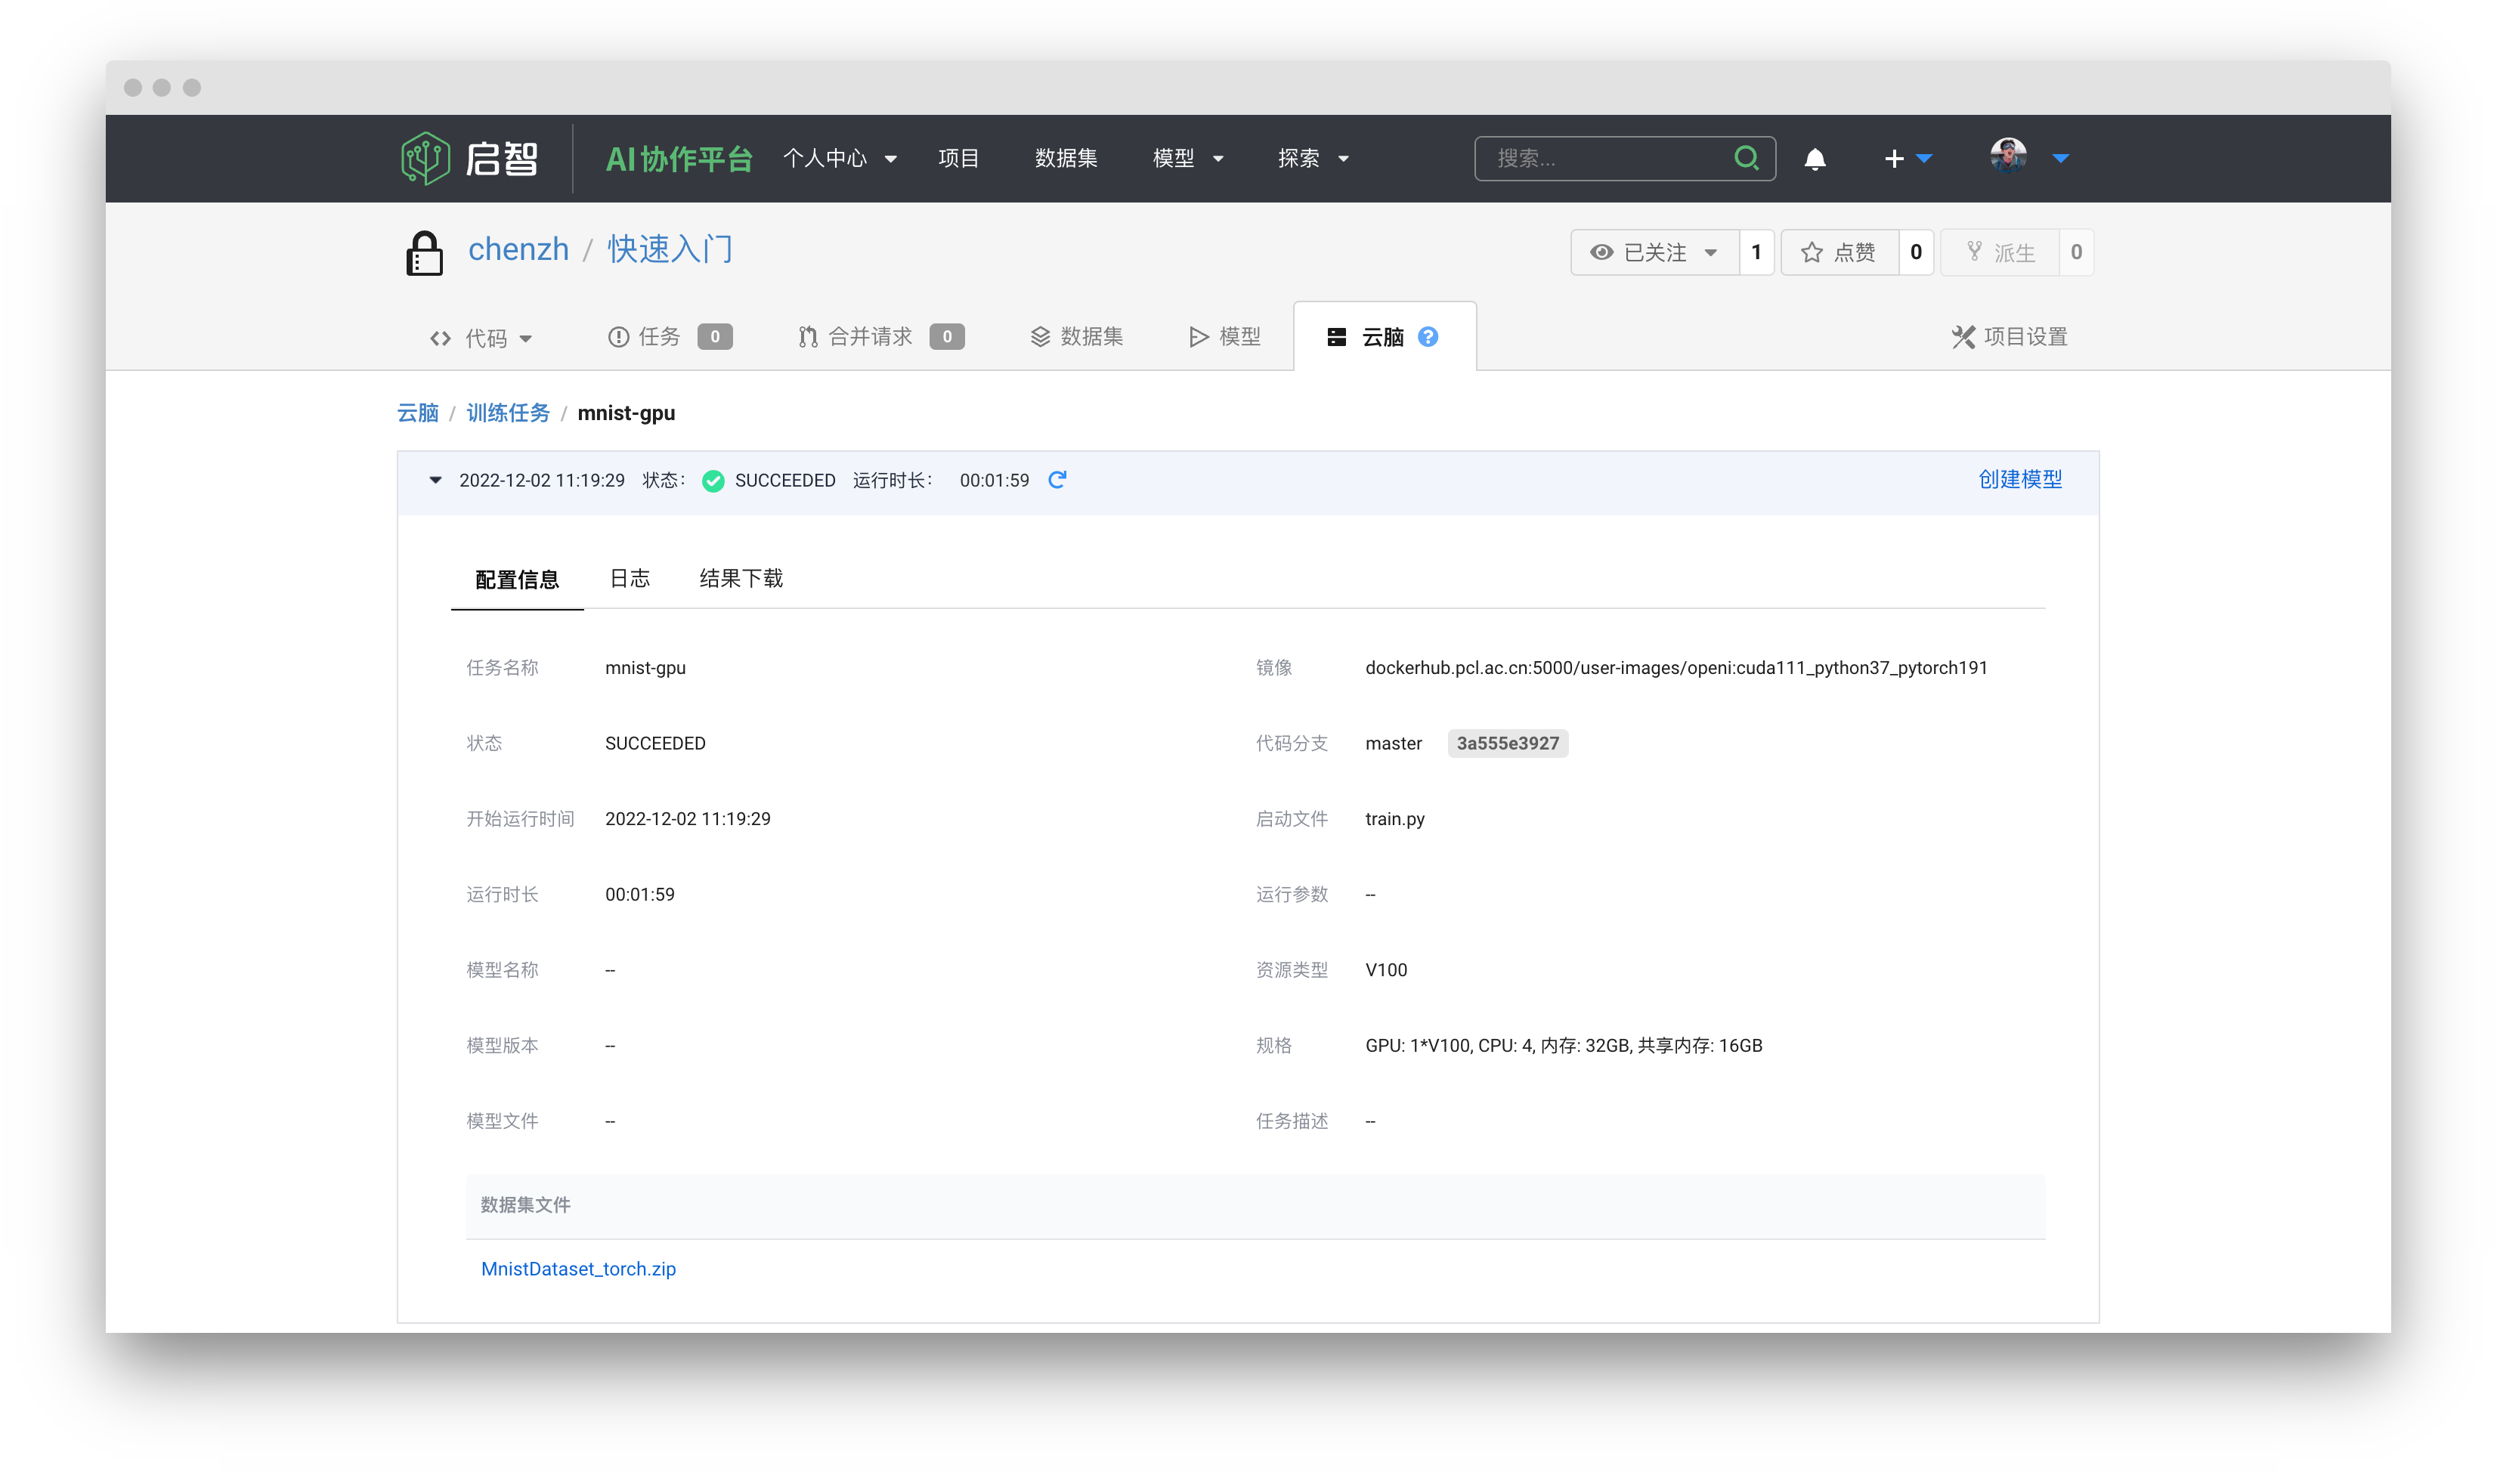 启智 AI协作平台 个人中心 项目 数据集 模型 探索 搜索...
chenzh / 快速入门 已关注 1 点赞 0 派生 0
代码 任务 0 合并请求 0 数据集 模型 云脑 ? 项目设置
云脑 / 训练任务 / mnist-gpu
2022-12-02 11:19:29 状态： SUCCEEDED 运行时长： 00:01:59 创建模型
配置信息 日志 结果下载
任务名称 mnist-gpu 镜像 dockerhub.pcl.ac.cn:5000/user-images/openi:cuda111_python37_pytorch191
状态 SUCCEEDED 代码分支 master 3a555e3927
开始运行时间 2022-12-02 11:19:29 启动文件 train.py
运行时长 00:01:59 运行参数 --
模型名称 -- 资源类型 V100
模型版本 -- 规格 GPU: 1*V100, CPU: 4, 内存: 32GB, 共享内存: 16GB
模型文件 -- 任务描述 --
数据集文件
MnistDataset_torch.zip